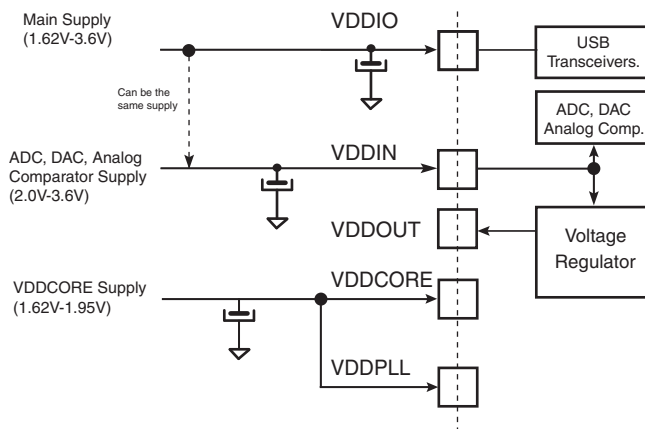 Main Supply
(1.62V-3.6V)
VDDIO
USB
Transceivers.
Can be the
same supply
ADC, DAC
Analog Comp.
ADC, DAC, Analog
Comparator Supply
(2.0V-3.6V)
VDDIN
VDDOUT
Voltage
Regulator
VDDCORE Supply
(1.62V-1.95V)
VDDCORE
VDDPLL